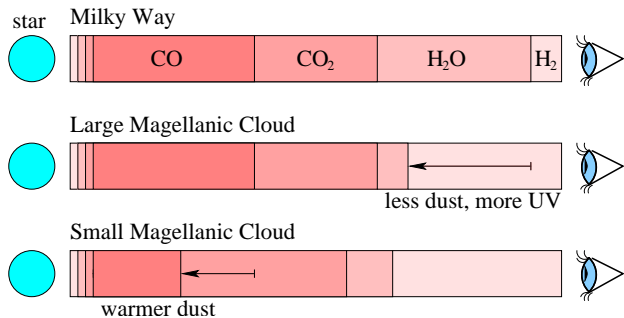 star
Milky Way
CO CO₂ H₂O H₂
Large Magellanic Cloud
less dust, more UV
Small Magellanic Cloud
warmer dust